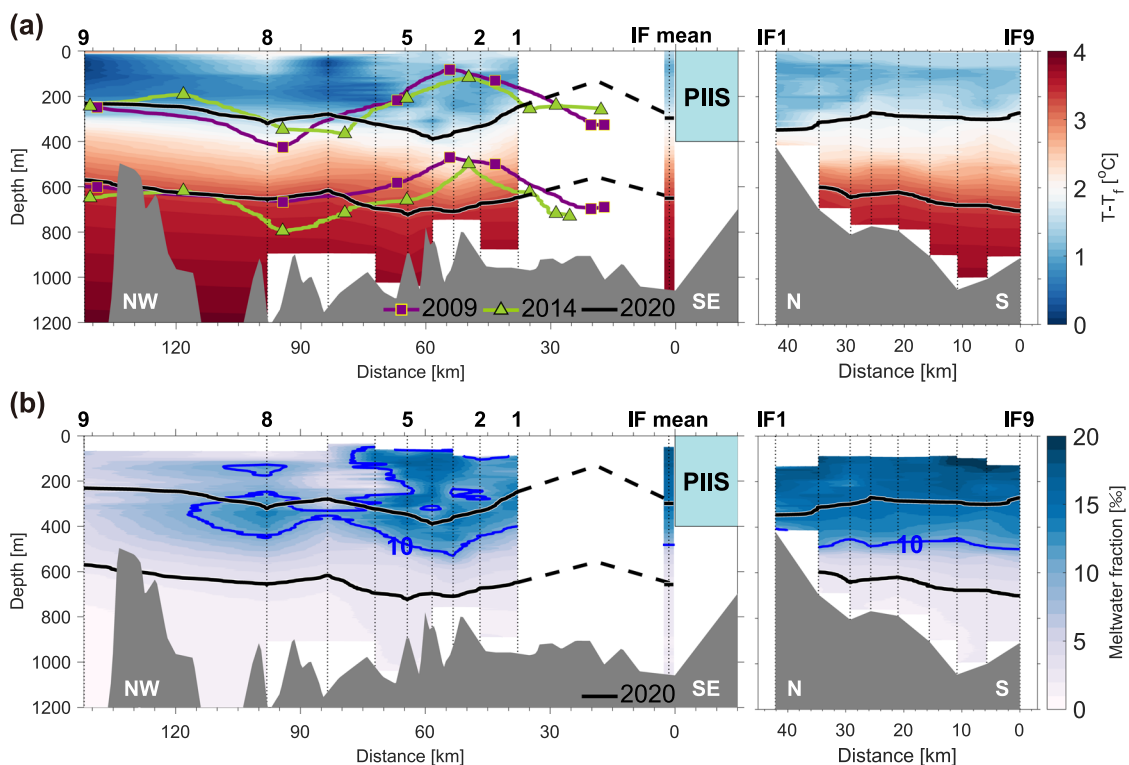 (a)
9 8 5 2 1 IF mean IF1 IF9
0
200
400
600
800
1000
1200
Depth [m]
PIIS
NW
SE
2009 2014 2020
120 90 60 30 0
Distance [km]
N
S
40 30 20 10 0
Distance [km]
4
3
2
1
0
T-Tf [°C]
(b)
9 8 5 2 1 IF mean IF1 IF9
0
200
400
600
800
1000
1200
Depth [m]
PIIS
10
NW
SE
2020
120 90 60 30 0
Distance [km]
10
N
S
40 30 20 10 0
Distance [km]
20
15
10
5
0
Meltwater fraction [‰]